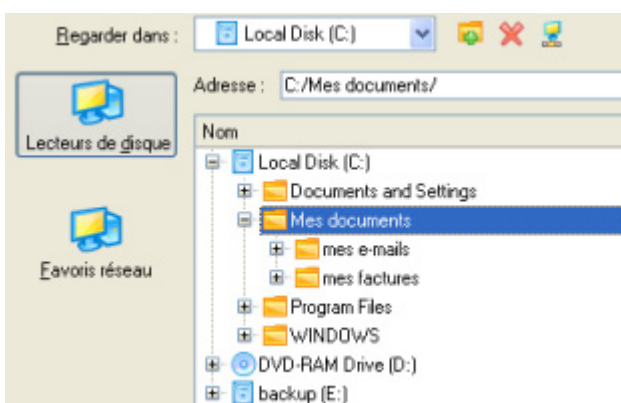 Regarder dans : Local Disk (C:)
Adresse : C:/Mes documents/
Lecteurs de disque
Favoris réseau
Nom
Local Disk (C:)
Documents and Settings
Mes documents
mes e-mails
mes factures
Program Files
WINDOWS
DVD-RAM Drive (D:)
backup (E:)